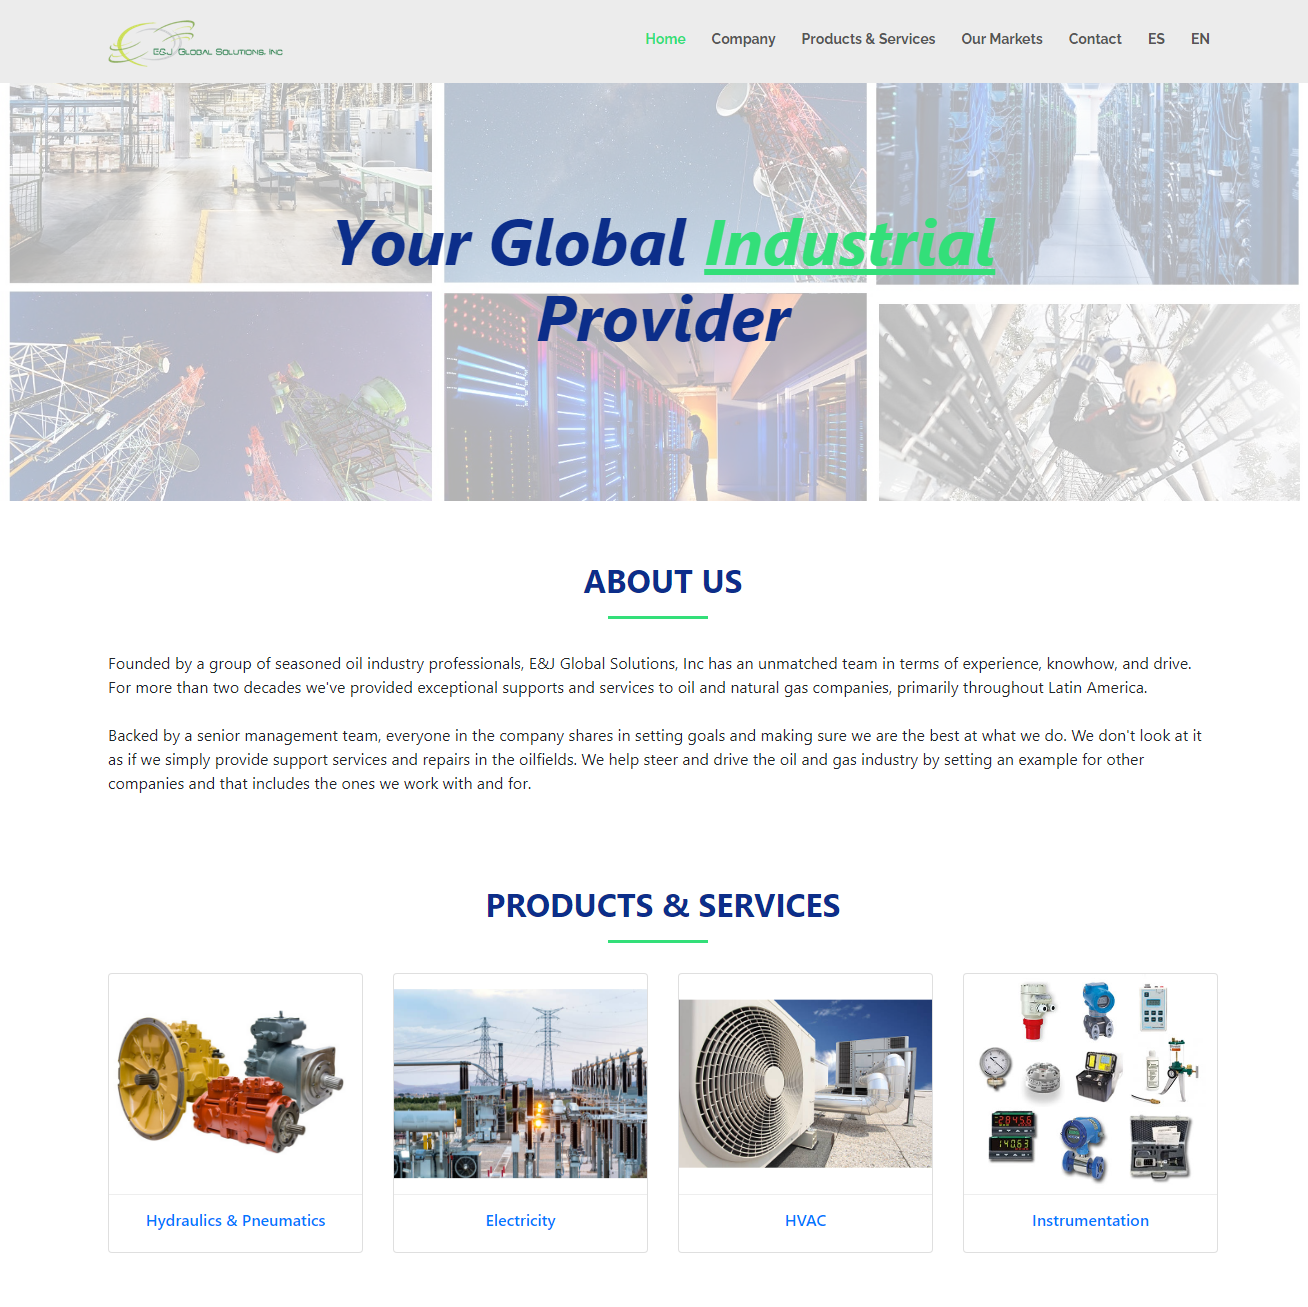 E&J GLOBAL SOLUTIONS, INC
Home Company Products & Services Our Markets Contact ES EN
Your Global Industrial
Provider
ABOUT US
Founded by a group of seasoned oil industry professionals, E&J Global Solutions, Inc has an unmatched team in terms of experience, knowhow, and drive.
For more than two decades we've provided exceptional supports and services to oil and natural gas companies, primarily throughout Latin America.
Backed by a senior management team, everyone in the company shares in setting goals and making sure we are the best at what we do. We don't look at it
as if we simply provide support services and repairs in the oilfields. We help steer and drive the oil and gas industry by setting an example for other
companies and that includes the ones we work with and for.
PRODUCTS & SERVICES
2.845.6
140.63
Hydraulics & Pneumatics
Electricity
HVAC
Instrumentation